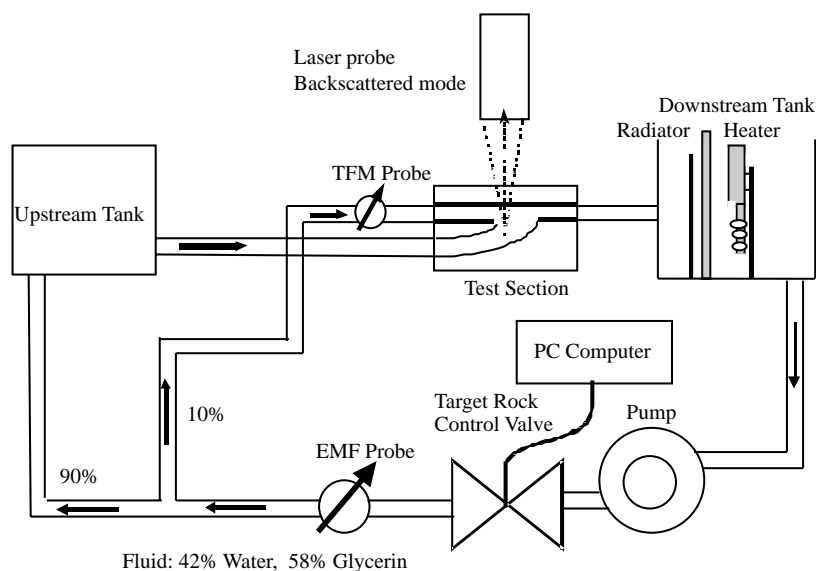 Laser probe
Backscattered mode
Downstream Tank
Radiator Heater
TFM Probe
Upstream Tank
Test Section
PC Computer
Target Rock
Control Valve
Pump
10%
EMF Probe
90%
Fluid: 42% Water, 58% Glycerin